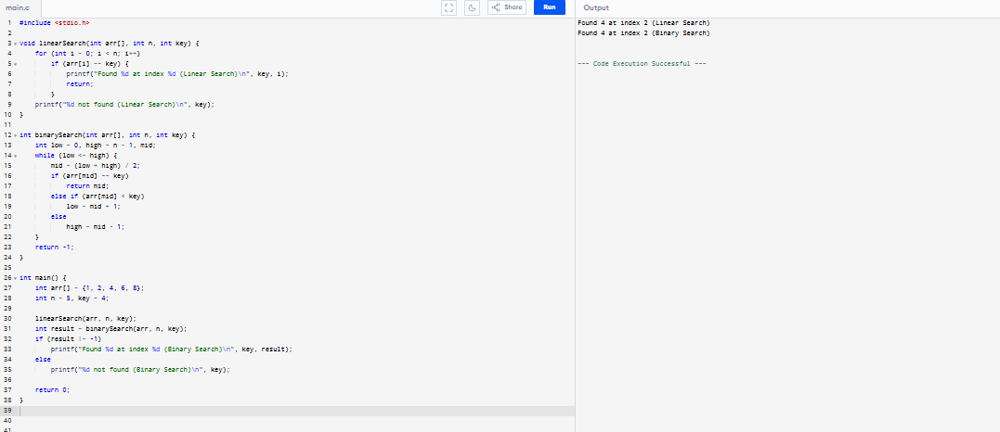 main.c
Share
Run
Output
1 #include <stdio.h>
2
3 void linearSearch(int arr[], int n, int key) {
4     for (int i = 0; i < n; i++)
5         if (arr[i] == key) {
6             printf("Found %d at index %d (Linear Search)\n", key, i);
7             return;
8         }
9     printf("%d not found (Linear Search)\n", key);
10 }
11
12 int binarySearch(int arr[], int n, int key) {
13     int low = 0, high = n - 1, mid;
14     while (low <= high) {
15         mid = (low + high) / 2;
16         if (arr[mid] == key)
17             return mid;
18         else if (arr[mid] < key)
19             low = mid + 1;
20         else
21             high = mid - 1;
22     }
23     return -1;
24 }
25
26 int main() {
27     int arr[] = {1, 2, 4, 6, 8};
28     int n = 5, key = 4;
29
30     linearSearch(arr, n, key);
31     int result = binarySearch(arr, n, key);
32     if (result != -1)
33         printf("Found %d at index %d (Binary Search)\n", key, result);
34     else
35         printf("%d not found (Binary Search)\n", key);
36
37     return 0;
38 }
39
40
41
Found 4 at index 2 (Linear Search)
Found 4 at index 2 (Binary Search)
--- Code Execution Successful ---